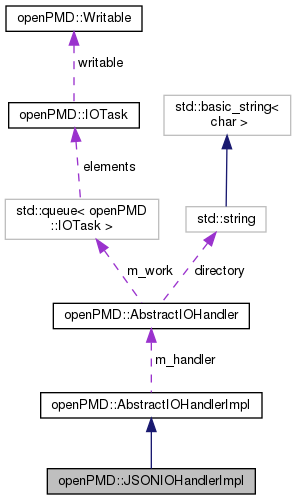 openPMD::Writable
writable
openPMD::IOTask
std::basic_string<
char >
elements
std::queue< openPMD
::IOTask >
std::string
m_work
directory
openPMD::AbstractIOHandler
m_handler
openPMD::AbstractIOHandlerImpl
openPMD::JSONIOHandlerImpl